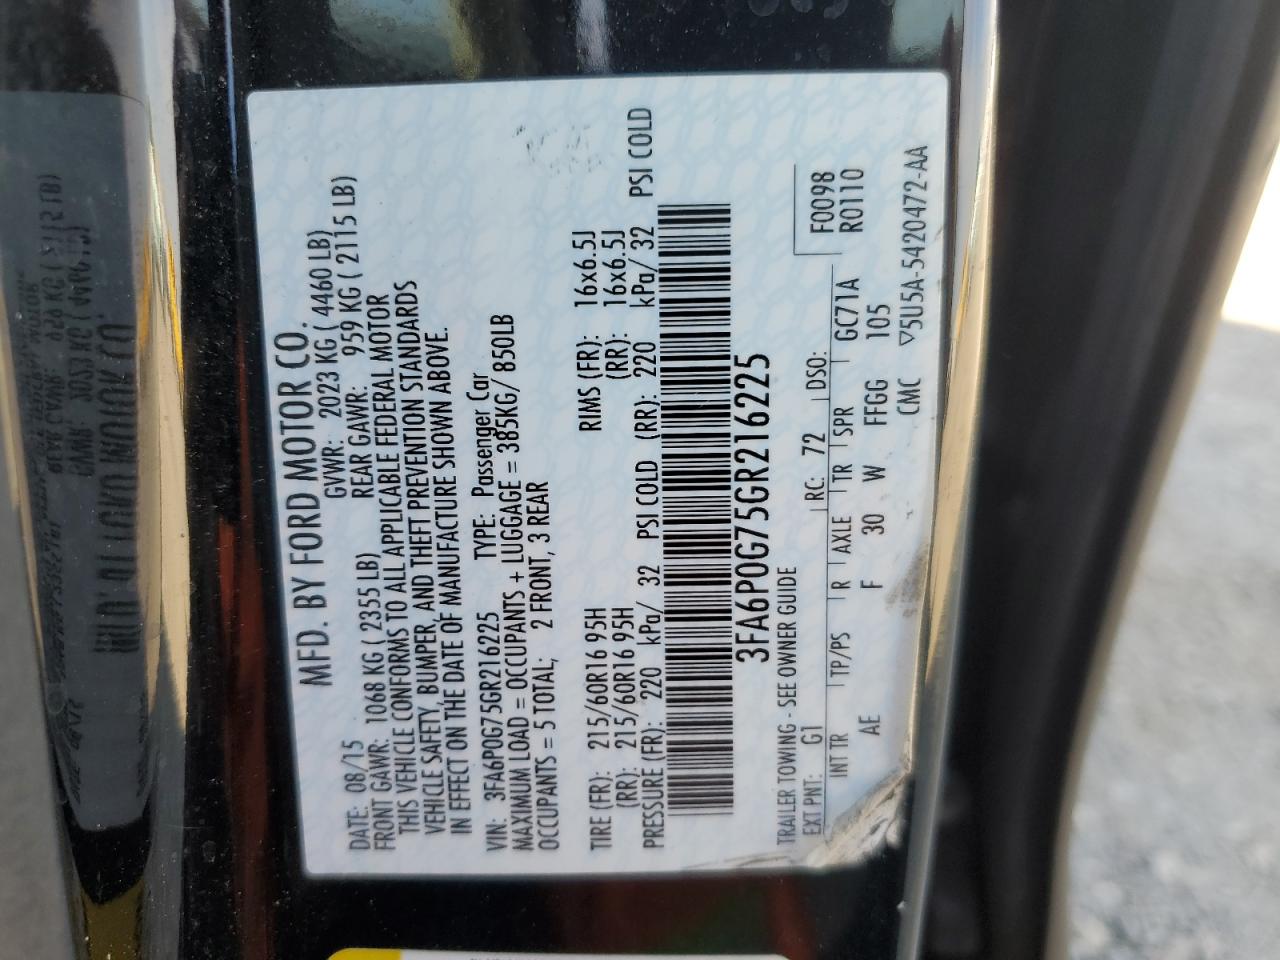 MFD. BY FORD MOTOR CO.
DATE: 08/15 GVWR: 2023 KG ( 4460 LB)
FRONT GAWR: 1068 KG ( 2355 LB) REAR GAWR: 959 KG ( 2115 LB)
THIS VEHICLE CONFORMS TO ALL APPLICABLE FEDERAL MOTOR
VEHICLE SAFETY, BUMPER, AND THEFT PREVENTION STANDARDS
IN EFFECT ON THE DATE OF MANUFACTURE SHOWN ABOVE.
VIN: 3FA6P0G75GR216225 TYPE: Passenger Car
MAXIMUM LOAD = OCCUPANTS + LUGGAGE = 385KG/ 850LB
OCCUPANTS = 5 TOTAL; 2 FRONT, 3 REAR
TIRE (FR): 215/60R16 95H RIMS (FR): 16x6.5J
(RR): 215/60R16 95H (RR): 16x6.5J
PRESSURE (FR): 220 kPa/ 32 PSI COLD (RR): 220 kPa/ 32 PSI COLD
3FA6P0G75GR216225
TRAILER TOWING - SEE OWNER GUIDE
EXT PNT: G1 RC: 72 DSO: F0098
INT TR TP/PS R AXLE TR SPR GC71A R0110
AE F 30 W FFGG 105
CMC ▽5U5A-5420472-AA